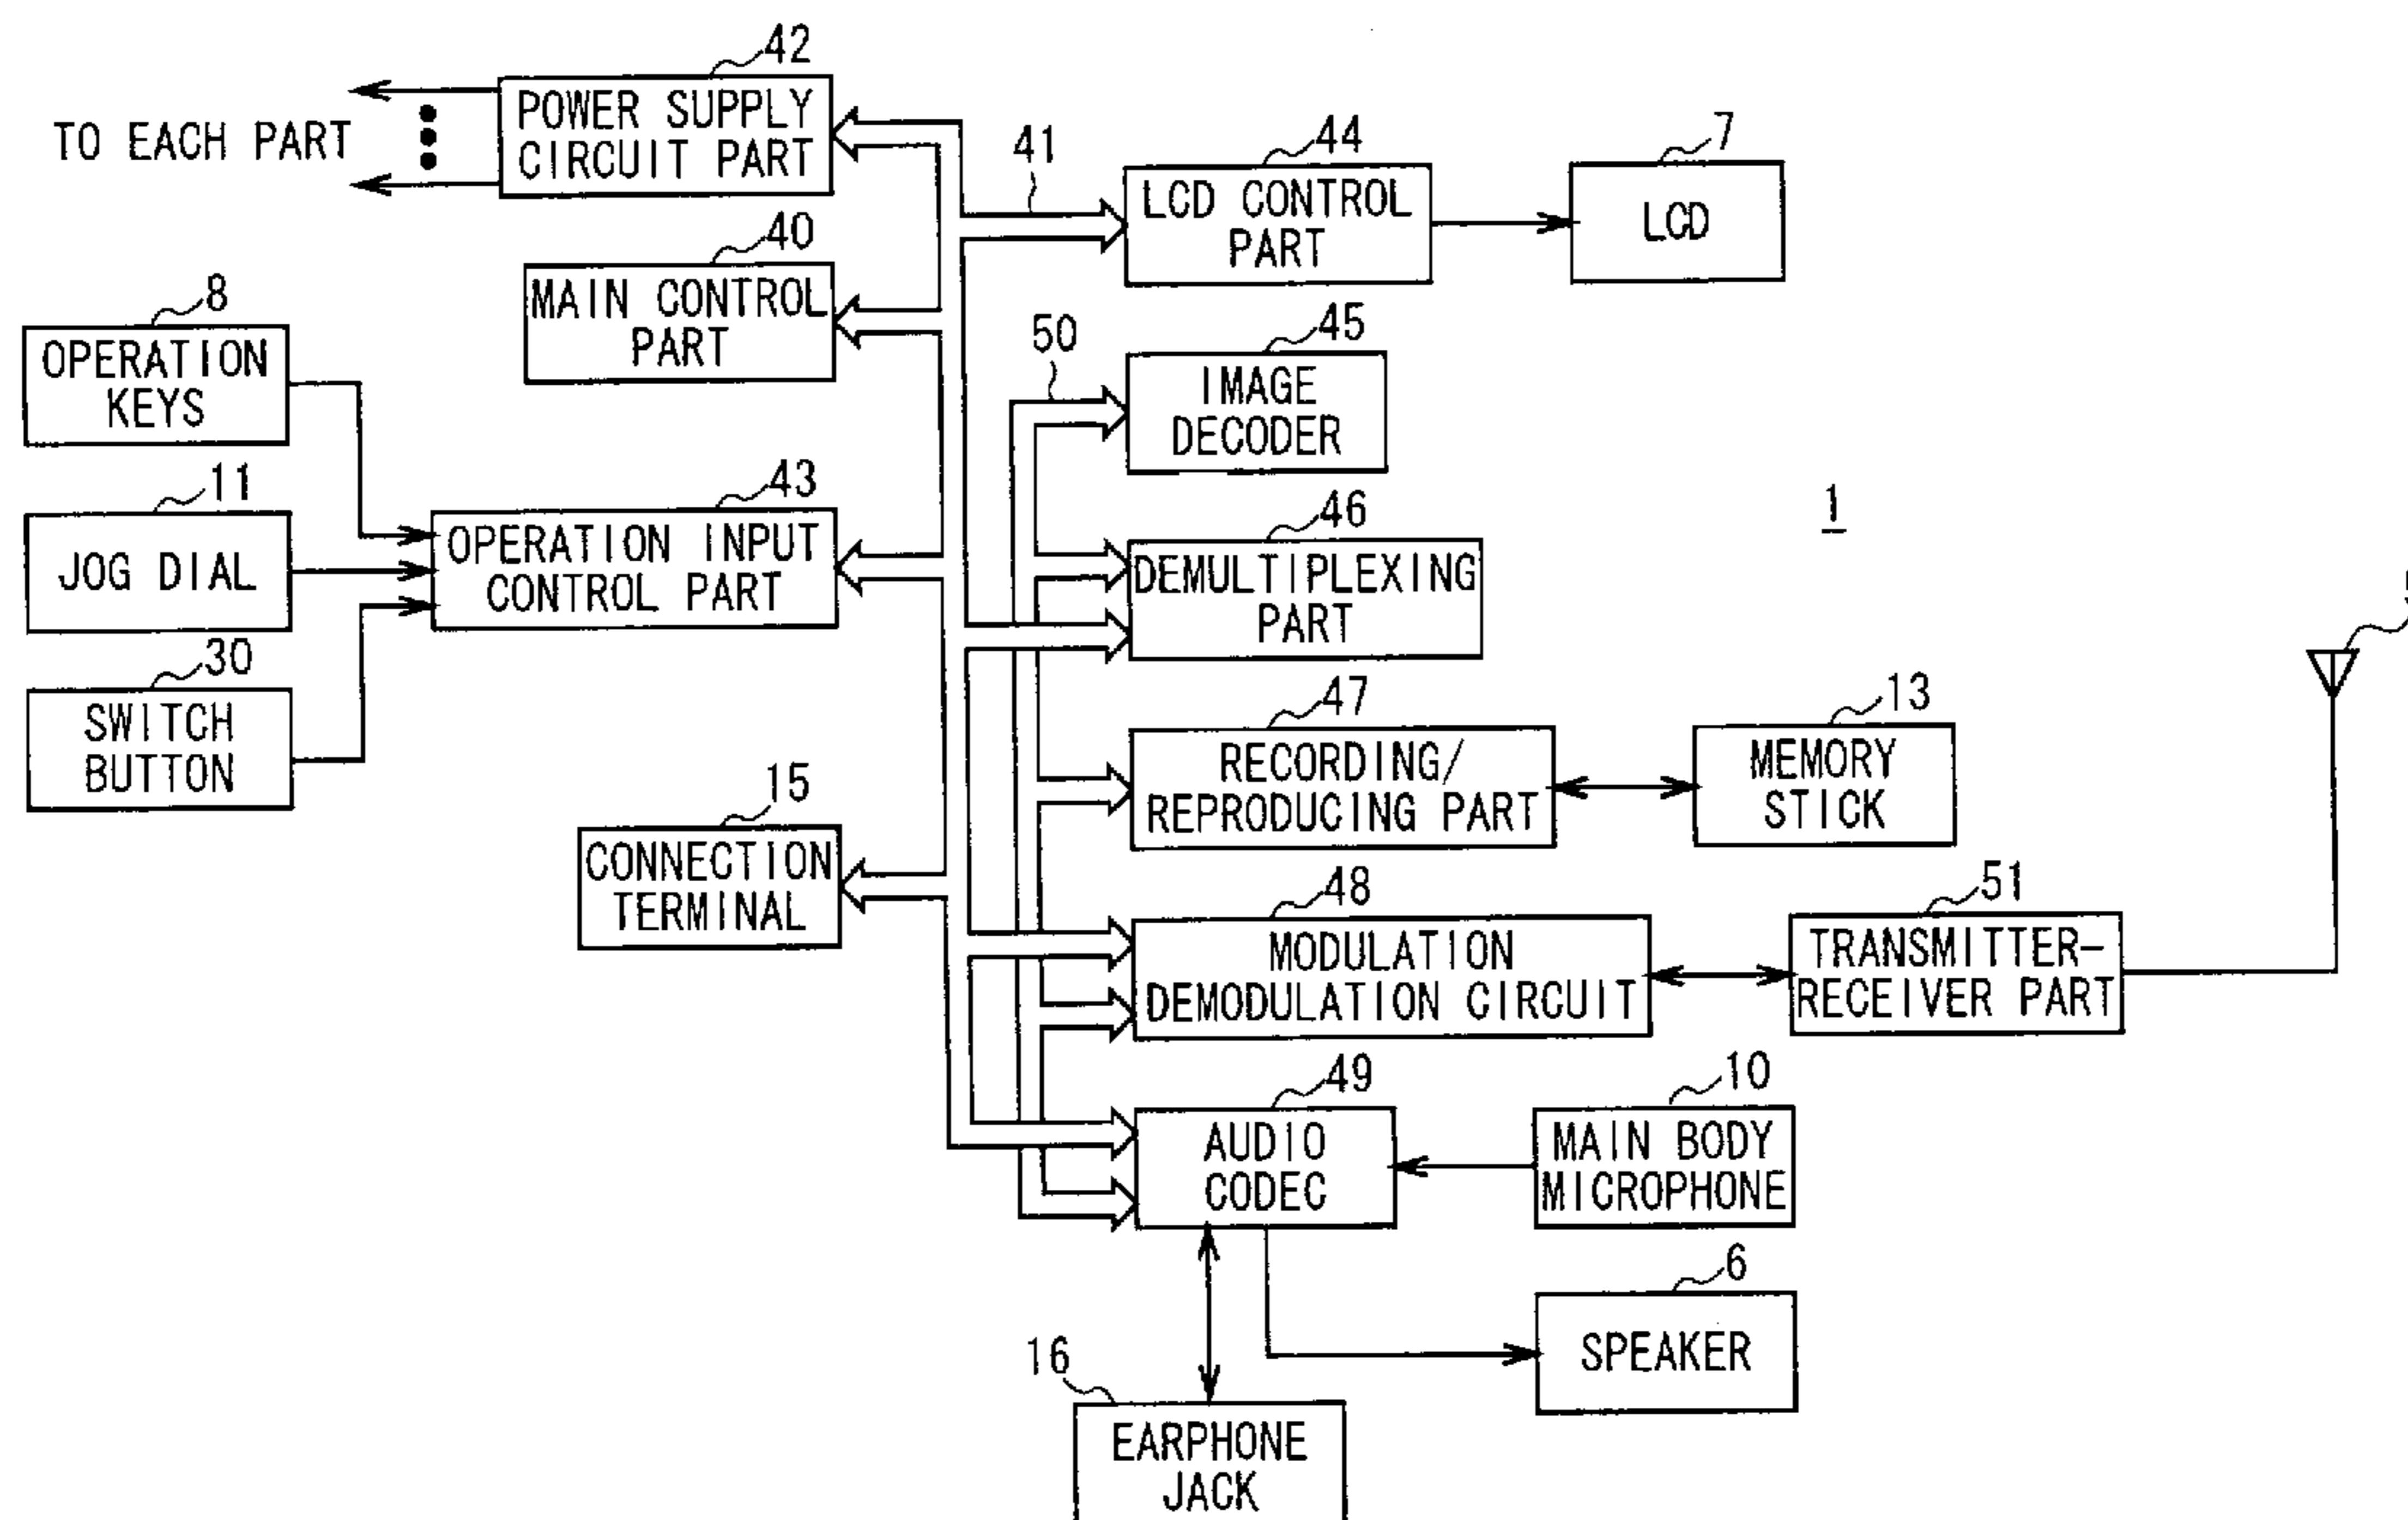 42
POWER SUPPLY
CIRCUIT PART
TO EACH PART
41
44
LCD CONTROL
PART
7
LCD
40
MAIN CONTROL
PART
8
OPERATION
KEYS
50
45
IMAGE
DECODER
11
JOG DIAL
43
OPERATION INPUT
CONTROL PART
46
DEMULTIPLEXING
PART
1
30
SWITCH
BUTTON
47
RECORDING/
REPRODUCING PART
13
MEMORY
STICK
15
CONNECTION
TERMINAL
48
MODULATION
DEMODULATION CIRCUIT
51
TRANSMITTER-
RECEIVER PART
49
AUDIO
CODEC
10
MAIN BODY
MICROPHONE
6
SPEAKER
16
EARPHONE
JACK